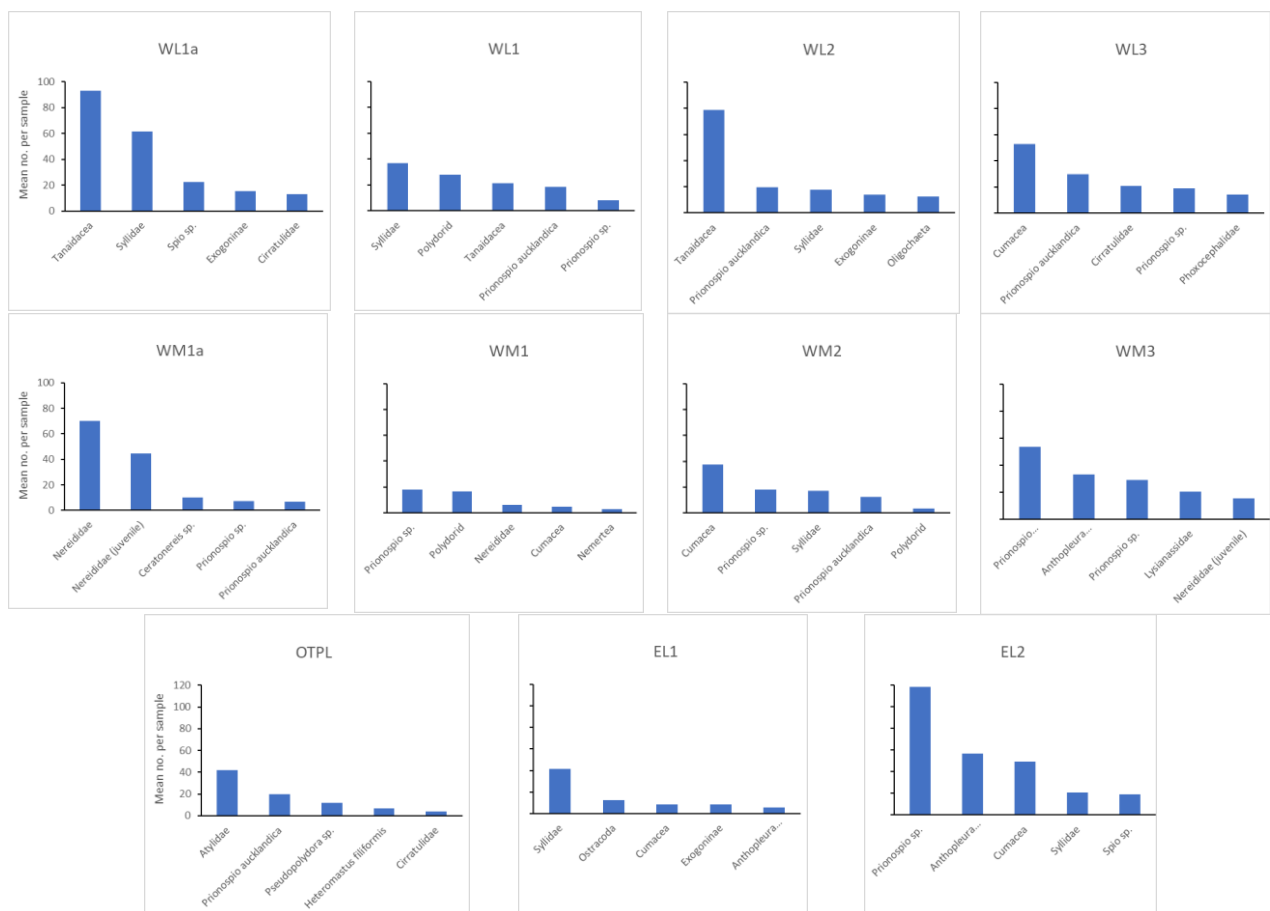 WL1a
Mean no. per sample
100
80
60
40
20
0
Tanaidacea
Syllidae
Spio sp.
Exogoninae
Cirratulidae
WL1
Syllidae
Polydorid
Tanaidacea
Prionospio aucklandica
Prionospio sp.
WL2
Tanaidacea
Prionospio aucklandica
Syllidae
Exogoninae
Oligochaeta
WL3
Cumacea
Prionospio aucklandica
Cirratulidae
Prionospio sp.
Phoxocephalidae
WM1a
Mean no. per sample
100
80
60
40
20
0
Nereididae
Nereididae (juvenile)
Ceratonereis sp.
Prionospio sp.
Prionospio aucklandica
WM1
Prionospio sp.
Polydorid
Nereididae
Cumacea
Nemertea
WM2
Cumacea
Prionospio sp.
Syllidae
Prionospio aucklandica
Polydorid
WM3
Prionospio...
Anthopleura...
Prionospio sp.
Lysianassidae
Nereididae (juvenile)
OTPL
Mean no. per sample
120
100
80
60
40
20
0
Atylidae
Prionospio aucklandica
Pseudopolydora sp.
Heteromastus filiformis
Cirratulidae
EL1
Syllidae
Ostracoda
Cumacea
Exogoninae
Anthopleura...
EL2
Prionospio sp.
Anthopleura...
Cumacea
Syllidae
Spio sp.